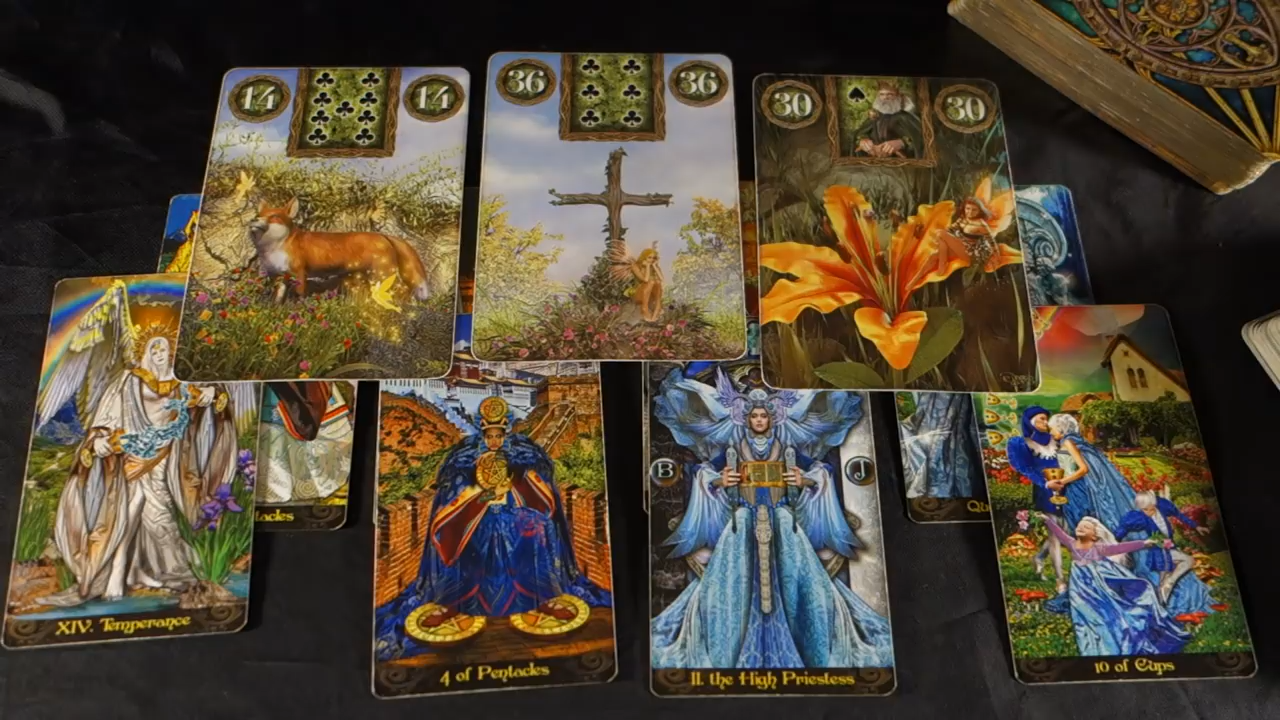 14 14
36 36
30 30
B J
tacles
Qu
XIV. Temperance
4 of Pentacles
II. the High Priestess
10 of Cups